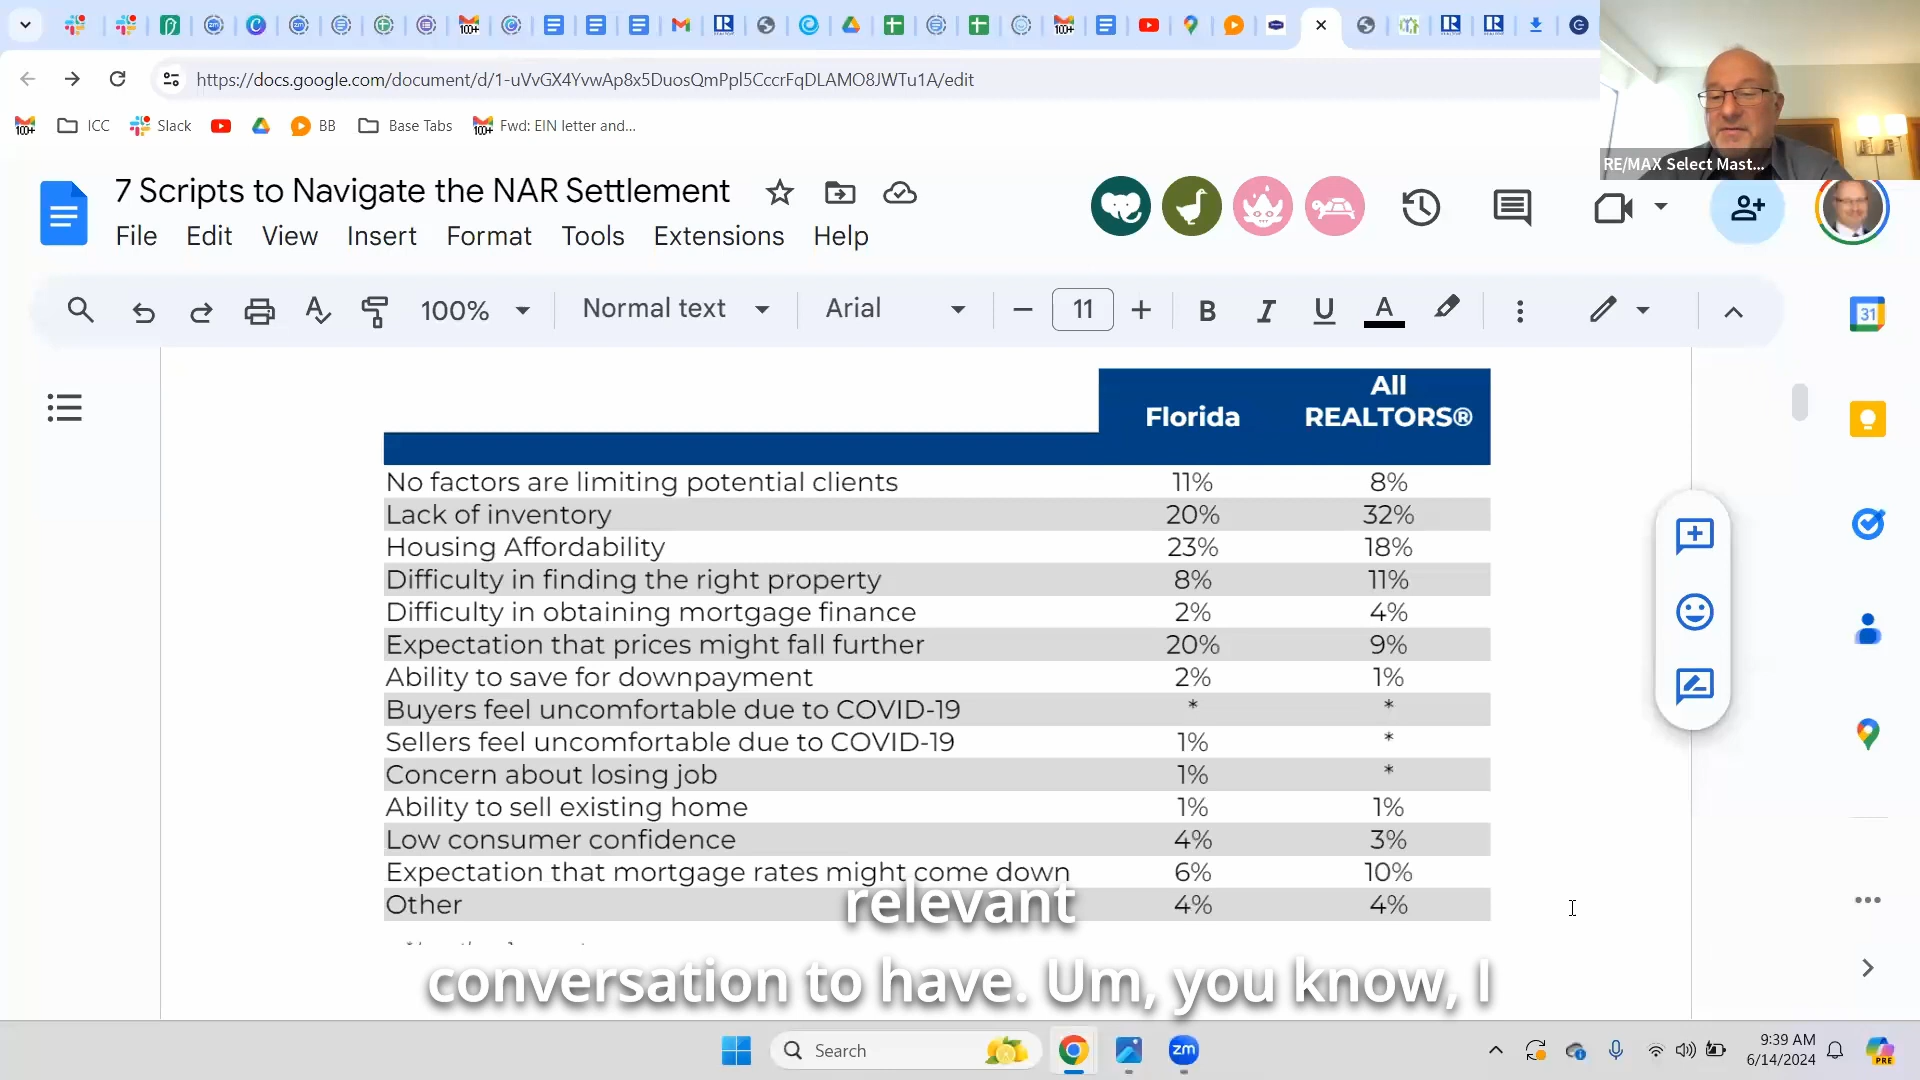 https://docs.google.com/document/d/1-uVvGX4YvwAp8x5DuosQmPpl5CccrFqDLAMO8JWTu1A/edit
ICC
Slack
BB
Base Tabs
Fwd: EIN letter and...
RE/MAX Select Mast...
7 Scripts to Navigate the NAR Settlement
File Edit View Insert Format Tools Extensions Help
100% Normal text Arial 11 B I U A
31
Florida All REALTORS®
No factors are limiting potential clients 11% 8%
Lack of inventory 20% 32%
Housing Affordability 23% 18%
Difficulty in finding the right property 8% 11%
Difficulty in obtaining mortgage finance 2% 4%
Expectation that prices might fall further 20% 9%
Ability to save for downpayment 2% 1%
Buyers feel uncomfortable due to COVID-19 * *
Sellers feel uncomfortable due to COVID-19 1% *
Concern about losing job 1% *
Ability to sell existing home 1% 1%
Low consumer confidence 4% 3%
Expectation that mortgage rates might come down 6% 10%
Other 4% 4%
relevant
conversation to have. Um, you know, I
Search
zm
9:39 AM
6/14/2024
PRE